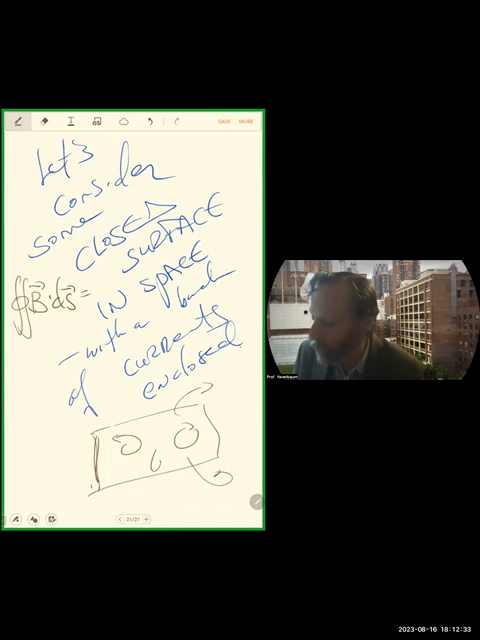 SAVE MORE
Let's
consider
some
CLOSED
SURFACE
IN SPACE
∯B⃗·dS⃗=
- with a bunch
of currents
enclosed
21/21
Prof. Yaverbaum
2023-08-16 18:12:33